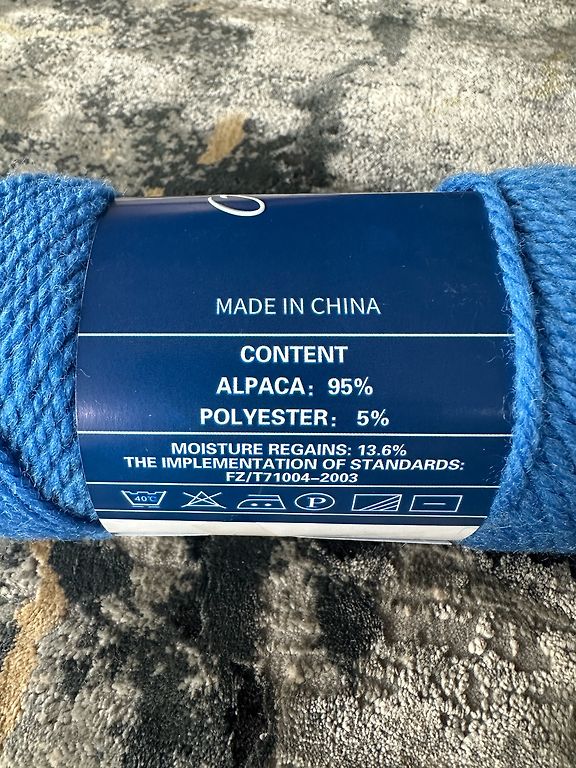 MADE IN CHINA
CONTENT
ALPACA: 95%
POLYESTER: 5%
MOISTURE REGAINS: 13.6%
THE IMPLEMENTATION OF STANDARDS:
FZ/T71004-2003
40℃ P